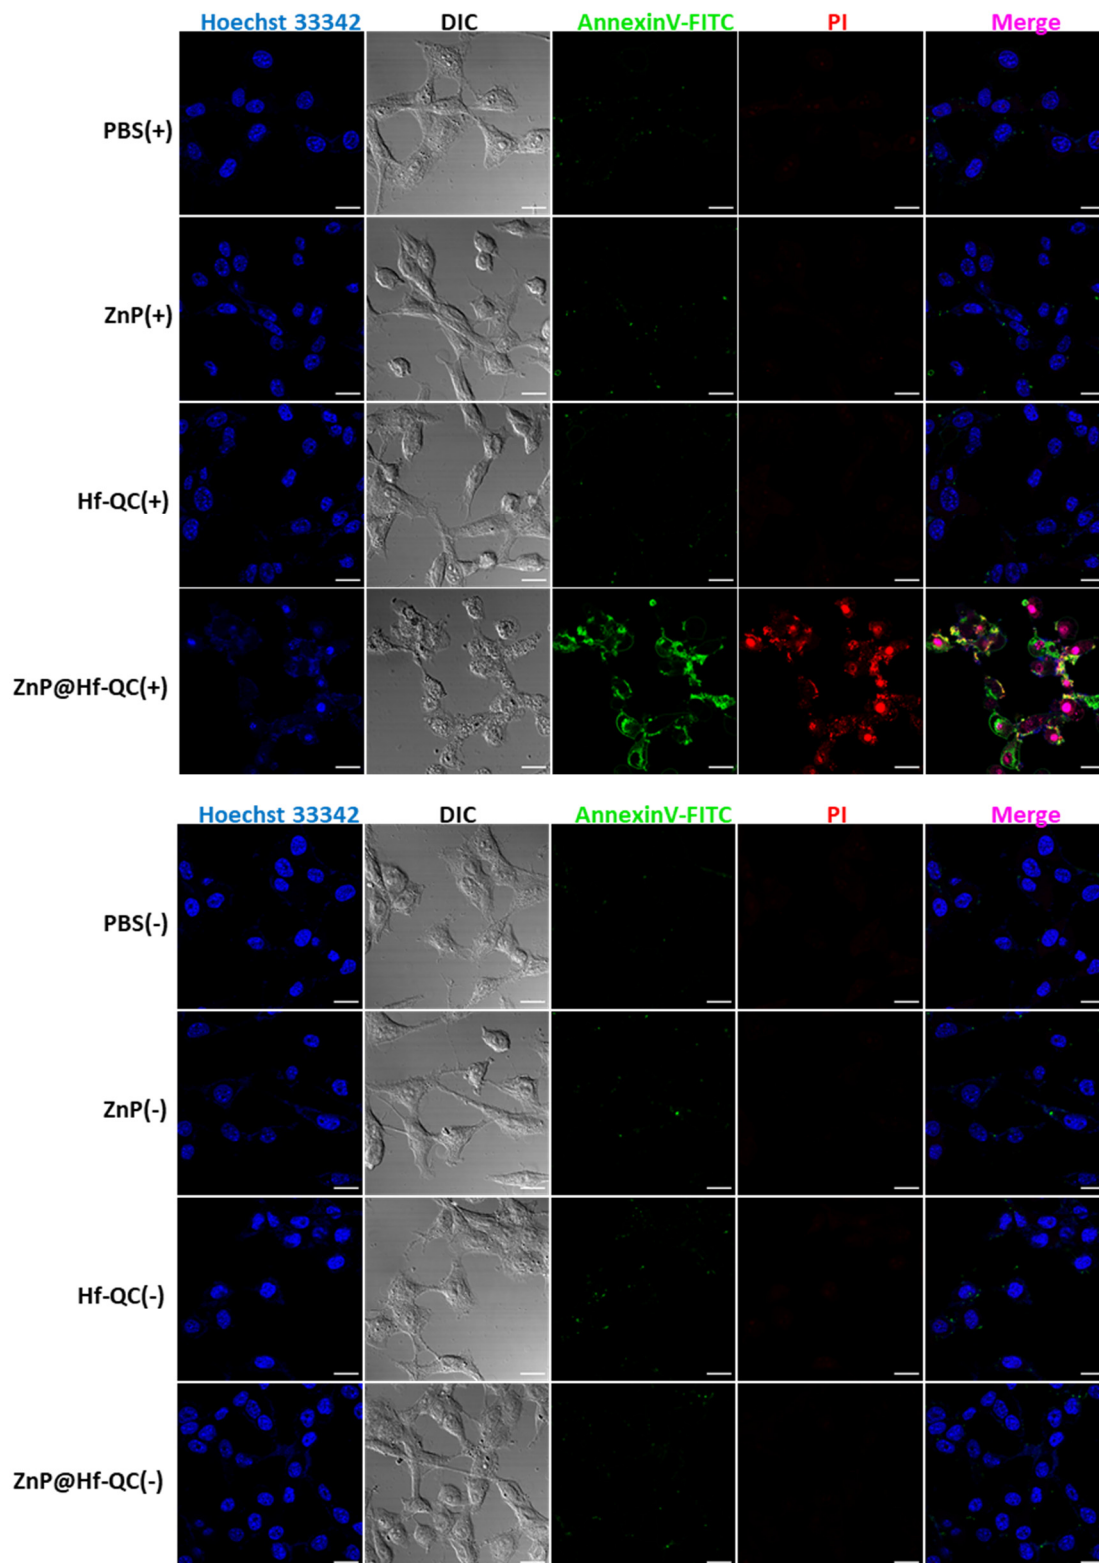 Hoechst 33342 DIC AnnexinV-FITC PI Merge
PBS(+)
ZnP(+)
Hf-QC(+)
ZnP@Hf-QC(+)
Hoechst 33342 DIC AnnexinV-FITC PI Merge
PBS(-)
ZnP(-)
Hf-QC(-)
ZnP@Hf-QC(-)